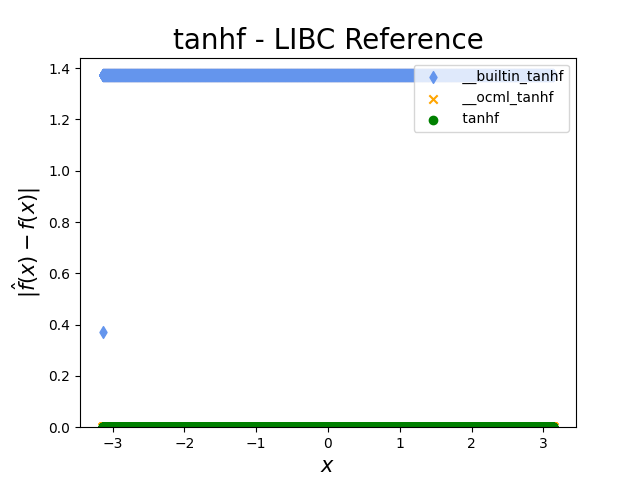 tanhf - LIBC Reference
1.4
1.2
1.0
0.8
0.6
0.4
0.2
0.0
|f̂(x) − f(x)|
__builtin_tanhf
__ocml_tanhf
tanhf
−3 −2 −1 0 1 2 3
x